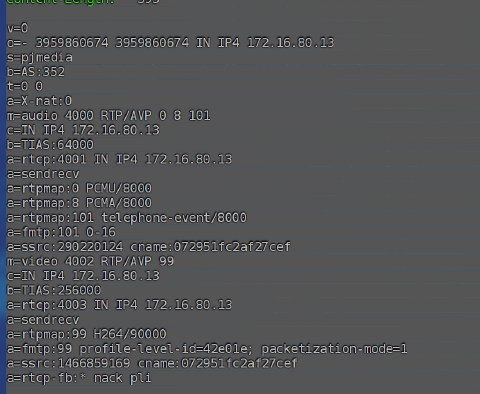 Content-Length: 595
v=0
o=- 3959860674 3959860674 IN IP4 172.16.80.13
s=pjmedia
b=AS:352
t=0 0
a=X-nat:0
m=audio 4000 RTP/AVP 0 8 101
c=IN IP4 172.16.80.13
b=TIAS:64000
a=rtcp:4001 IN IP4 172.16.80.13
a=sendrecv
a=rtpmap:0 PCMU/8000
a=rtpmap:8 PCMA/8000
a=rtpmap:101 telephone-event/8000
a=fmtp:101 0-16
a=ssrc:290220124 cname:072951fc2af27cef
m=video 4002 RTP/AVP 99
c=IN IP4 172.16.80.13
b=TIAS:256000
a=rtcp:4003 IN IP4 172.16.80.13
a=sendrecv
a=rtpmap:99 H264/90000
a=fmtp:99 profile-level-id=42e01e; packetization-mode=1
a=ssrc:1466859169 cname:072951fc2af27cef
a=rtcp-fb:* nack pli